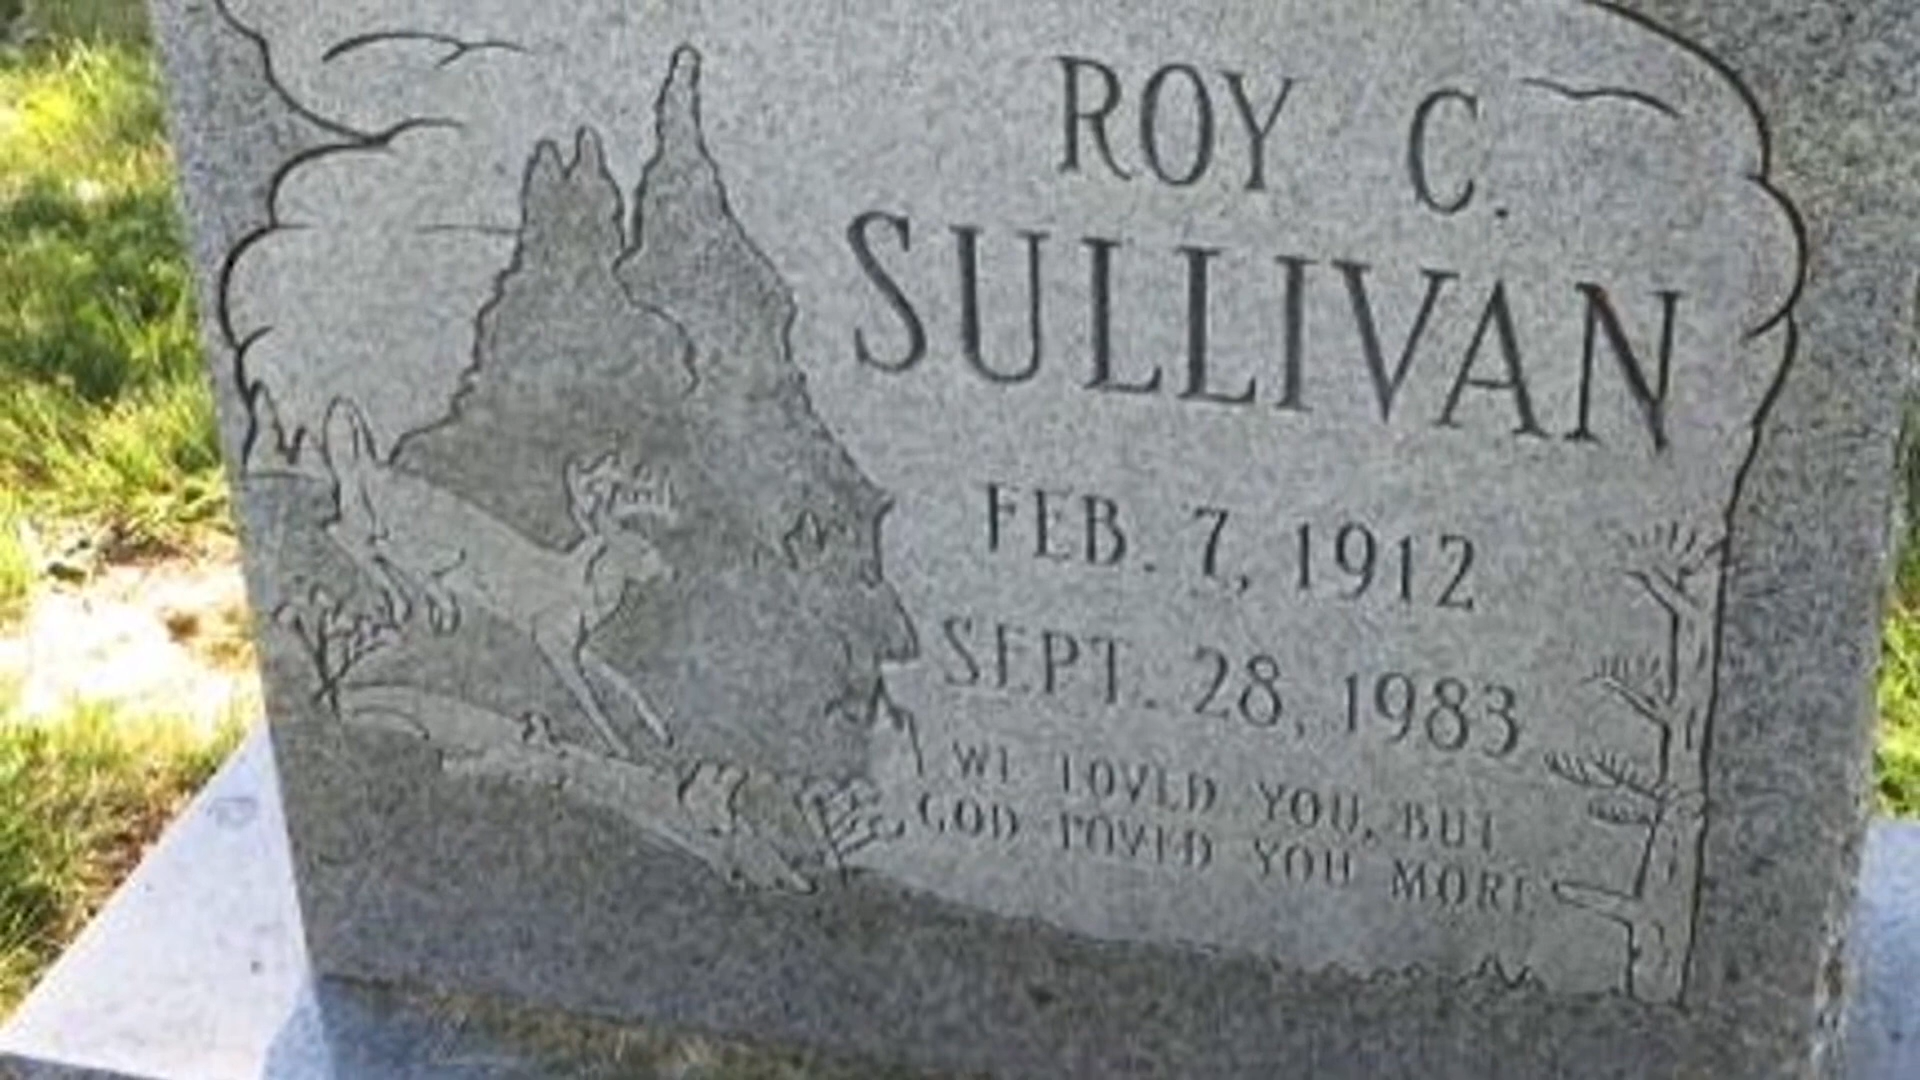 ROY C.
SULLIVAN
FEB. 7, 1912
SEPT. 28, 1983
WE LOVED YOU, BUT
GOD LOVED YOU MORE